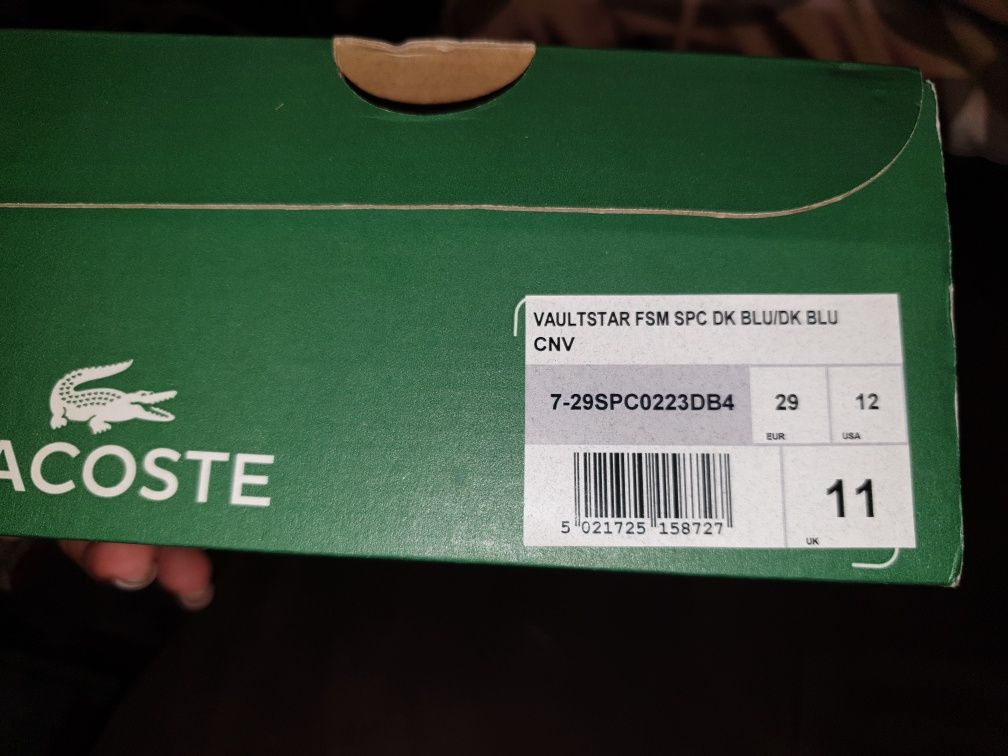 ACOSTE
VAULTSTAR FSM SPC DK BLU/DK BLU
CNV
7-29SPC0223DB4
29
EUR
12
USA
5 021725 158727
11
UK